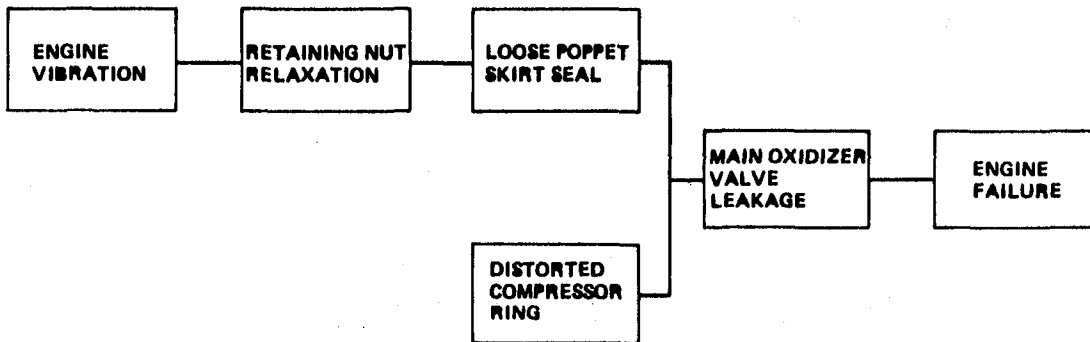 ENGINE
VIBRATION
RETAINING NUT
RELAXATION
LOOSE POPPET
SKIRT SEAL
MAIN OXIDIZER
VALVE
LEAKAGE
ENGINE
FAILURE
DISTORTED
COMPRESSOR
RING